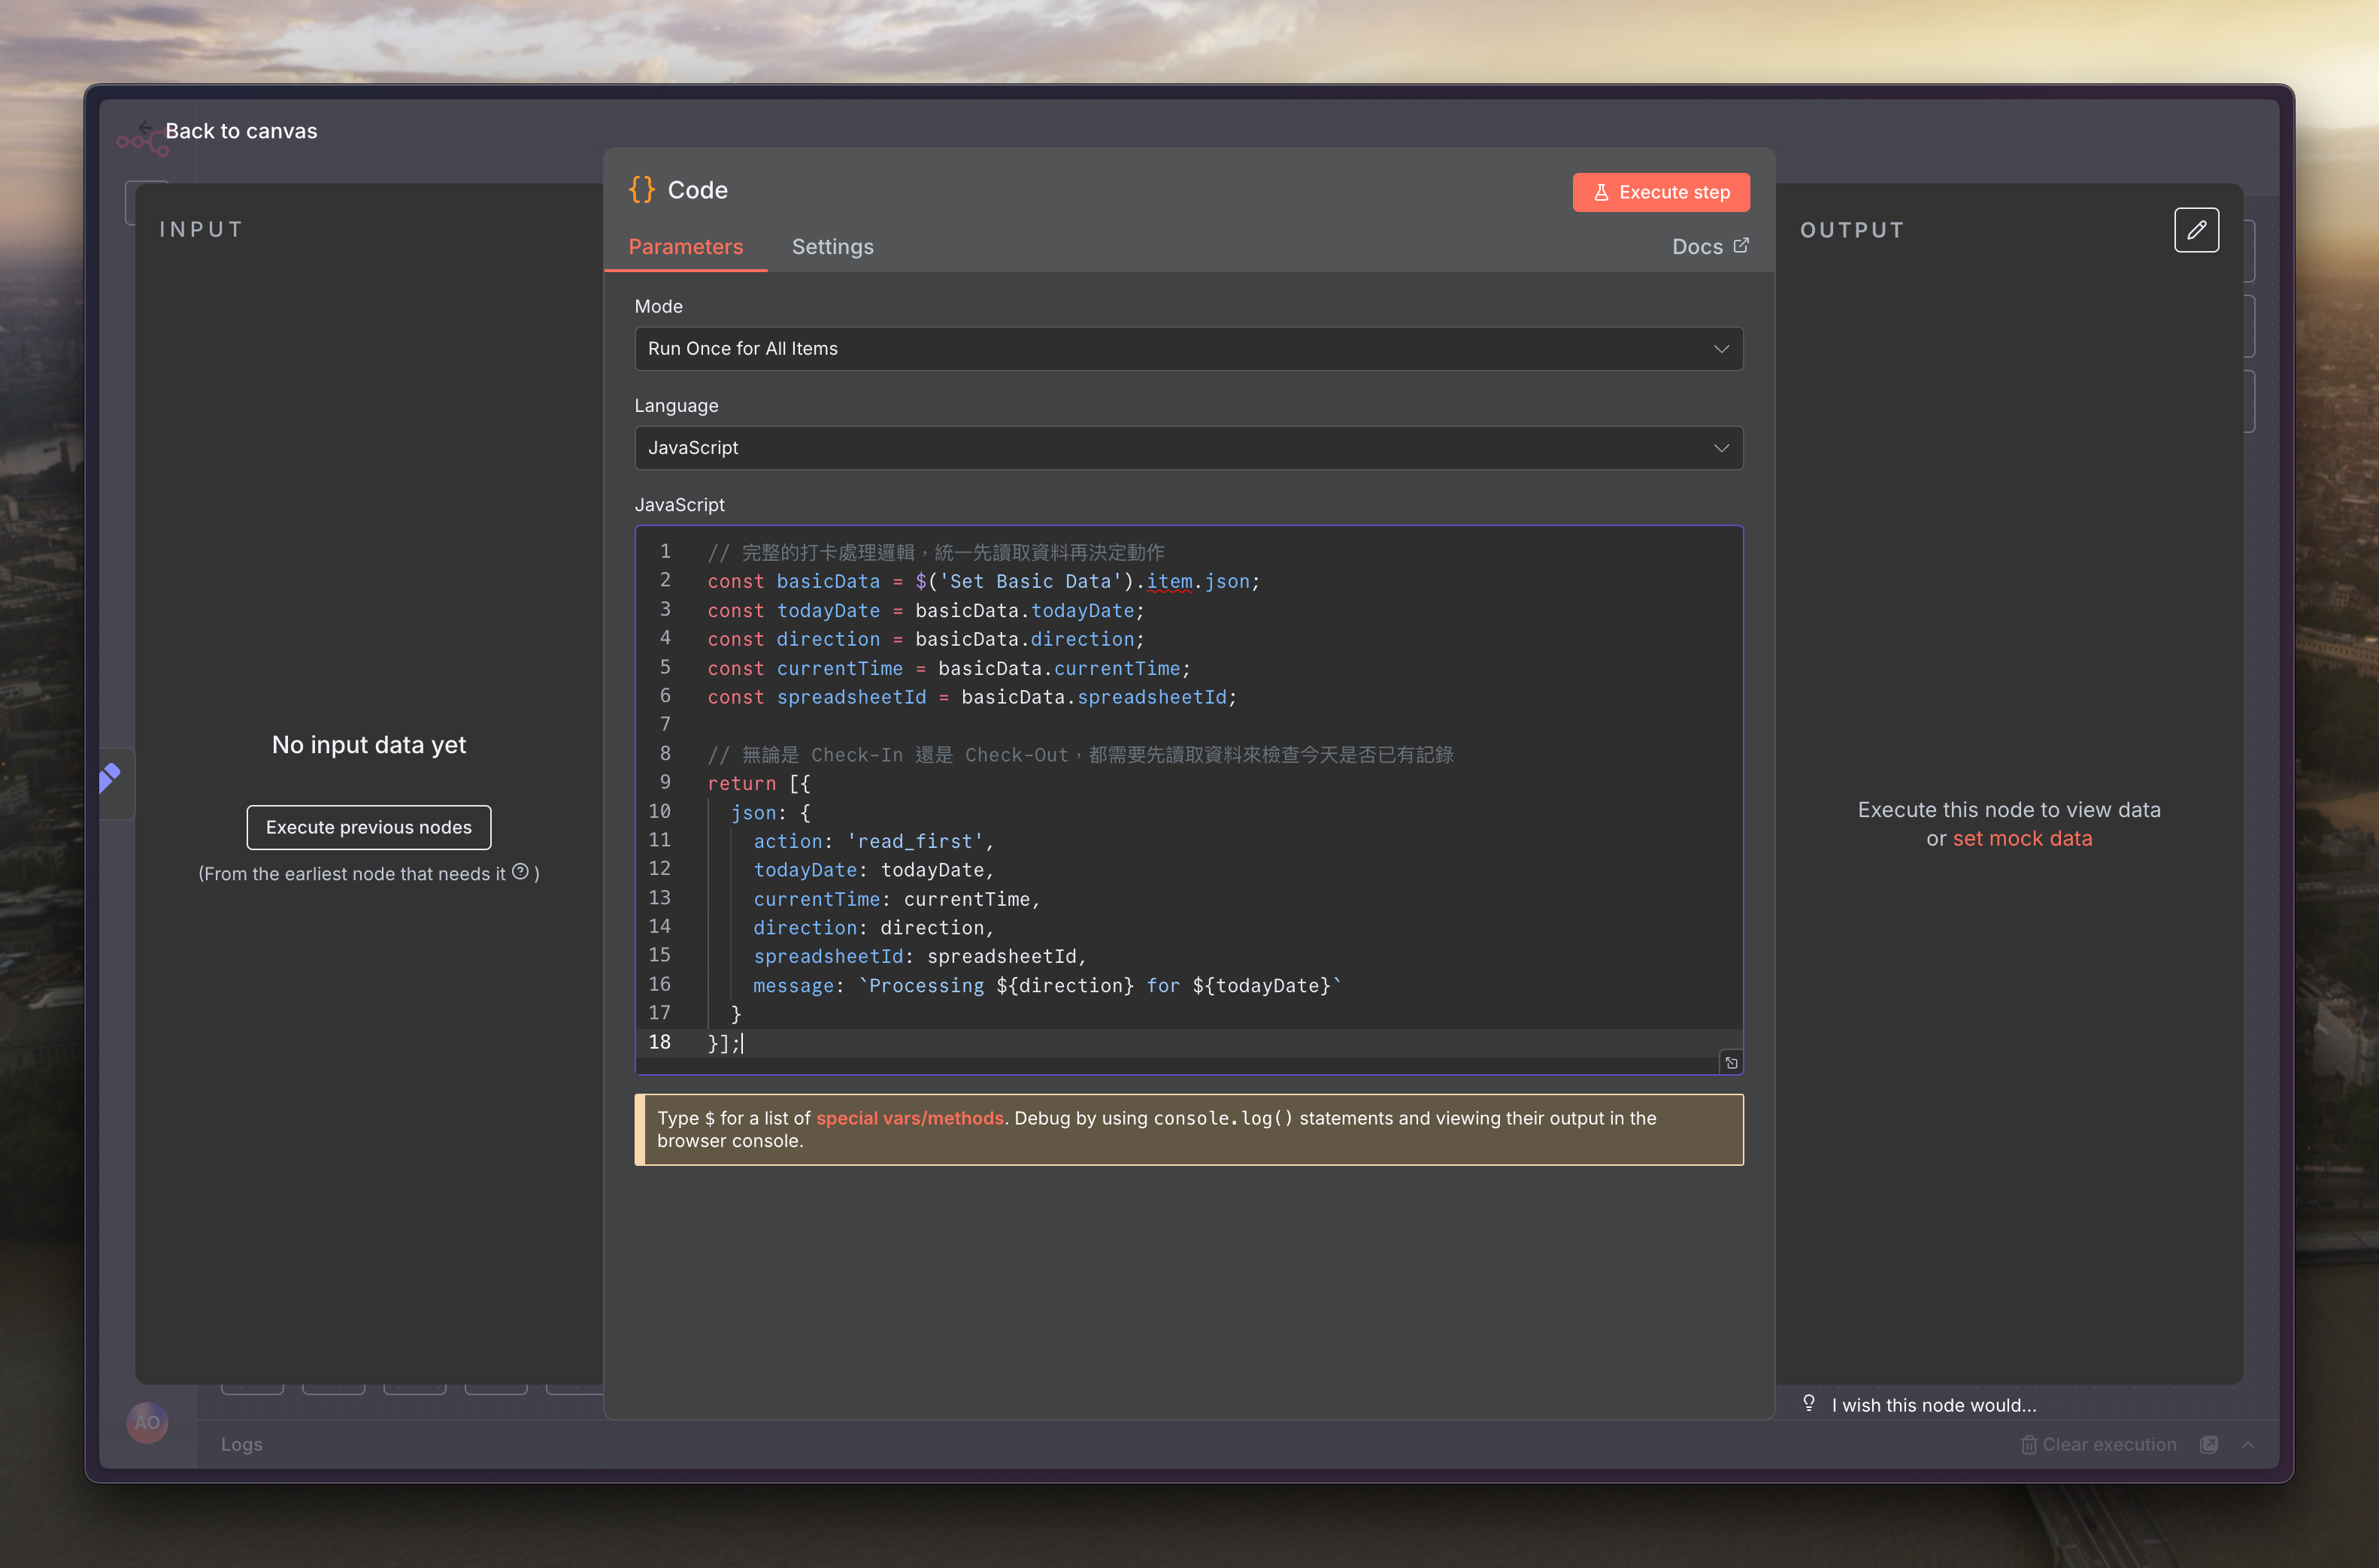 Back to canvas
INPUT
No input data yet
Execute previous nodes
(From the earliest node that needs it ? )
{} Code
Execute step
Parameters
Settings
Docs
Mode
Run Once for All Items
Language
JavaScript
JavaScript
1 // 完整的打卡處理邏輯，統一先讀取資料再決定動作
2 const basicData = $('Set Basic Data').item.json;
3 const todayDate = basicData.todayDate;
4 const direction = basicData.direction;
5 const currentTime = basicData.currentTime;
6 const spreadsheetId = basicData.spreadsheetId;
7
8 // 無論是 Check-In 還是 Check-Out，都需要先讀取資料來檢查今天是否已有記錄
9 return [{
10 json: {
11 action: 'read_first',
12 todayDate: todayDate,
13 currentTime: currentTime,
14 direction: direction,
15 spreadsheetId: spreadsheetId,
16 message: `Processing ${direction} for ${todayDate}`
17 }
18 }];
Type $ for a list of special vars/methods. Debug by using console.log() statements and viewing their output in the
browser console.
OUTPUT
Execute this node to view data
or set mock data
I wish this node would...
AO
Logs
Clear execution